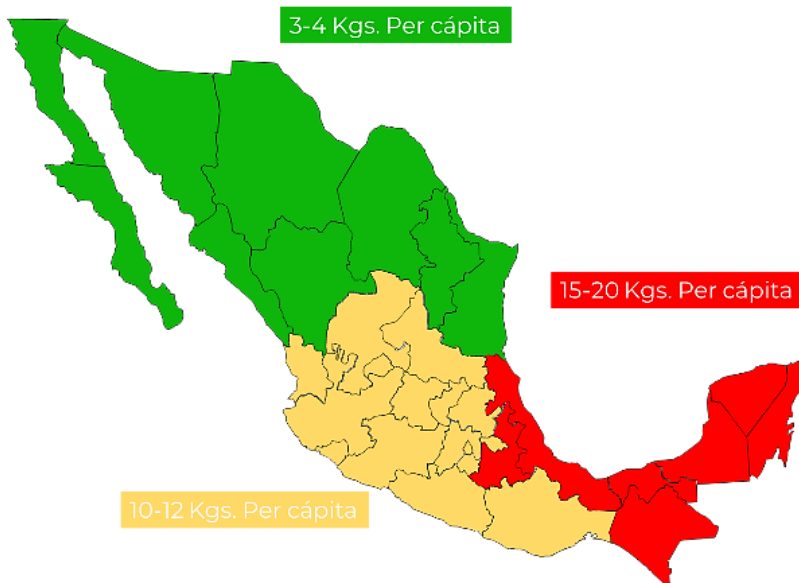 3-4 Kgs. Per cápita
15-20 Kgs. Per cápita
10-12 Kgs. Per cápita